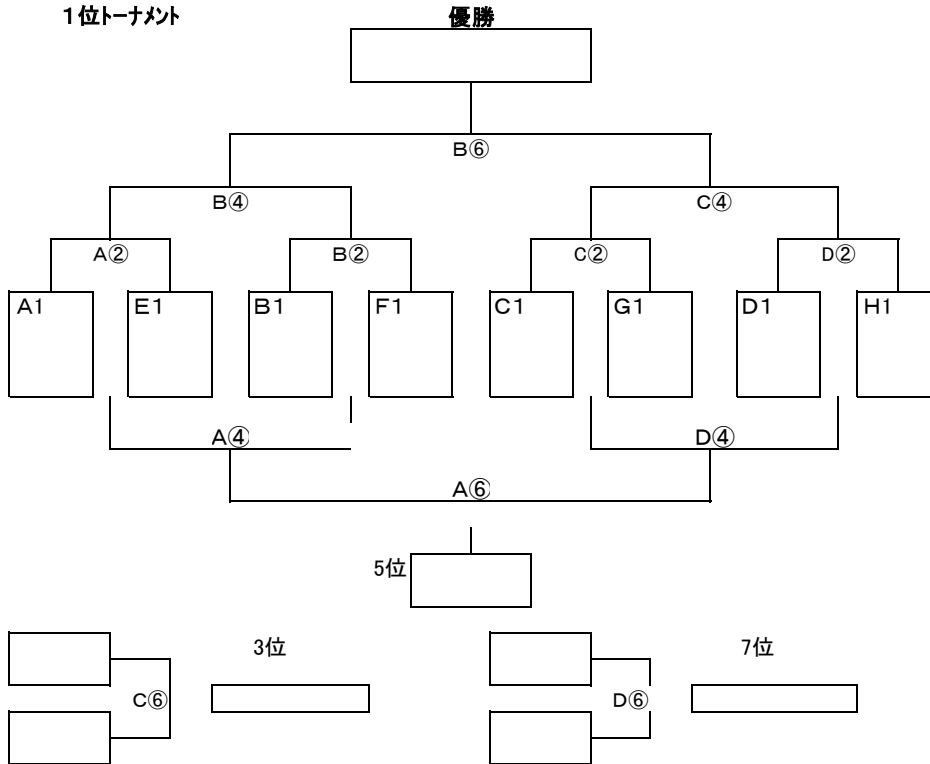 １位トーナメント 優勝
B⑥
B④ C④
A② B② C② D②
A1 E1 B1 F1 C1 G1 D1 H1
A④ D④
A⑥
5位
3位 7位
C⑥ D⑥